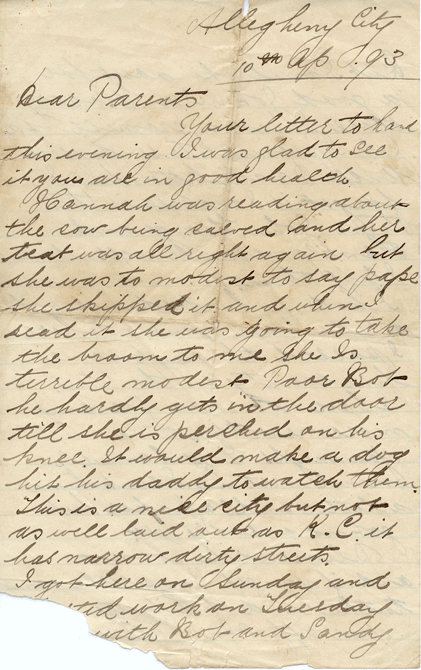 Allegheny City
10th Ap. 93
Dear Parents
Your letter to hand
this evening I was glad to see
it you are in good health
Hannah was reading about
the cow being calved and her
teat was all right again but
she was to modest to say paps
she skipped it and when I
sead it she was going to take
the broom to me she Is
terrible modest Poor Bob
he hardly gets in the door
till she is perched on his
knee It would make a dog
hit his daddy to watch them.
This is a nice city but not
as well laid out as K.C. it
has narrow dirty streets.
I got here on Sunday and
work on Tuesday
with Bob and Sandy